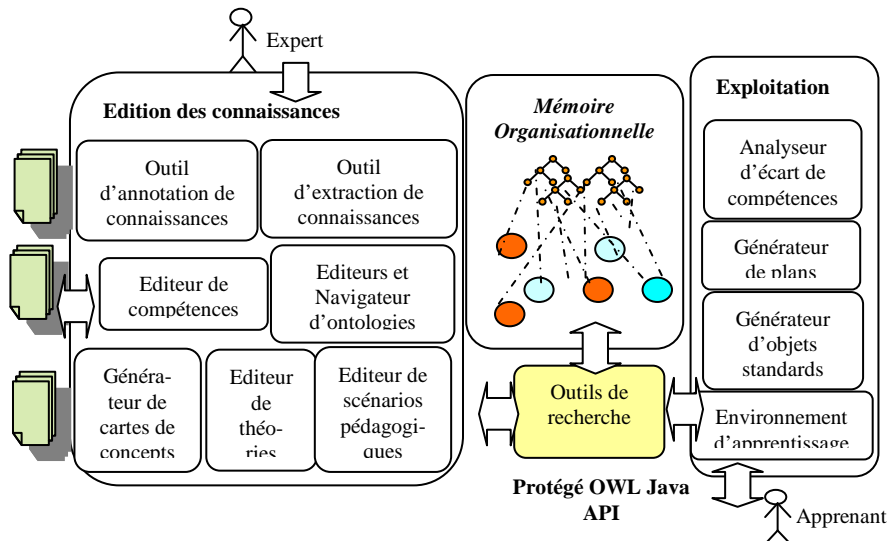 Expert
Edition des connaissances
Outil
d'annotation de
connaissances
Outil
d'extraction de
connaissances
Editeur de
compétences
Editeurs et
Navigateur
d'ontologies
Généra-
teur de
cartes de
concepts
Editeur
de
théo-
ries
Editeur de
scénarios
pédagogi-
ques
Mémoire
Organisationnelle
Outils de
recherche
Protégé OWL Java
API
Exploitation
Analyseur
d'écart de
compétences
Générateur
de plans
Générateur
d'objets
standards
Environnement
d'apprentissage
Apprenant